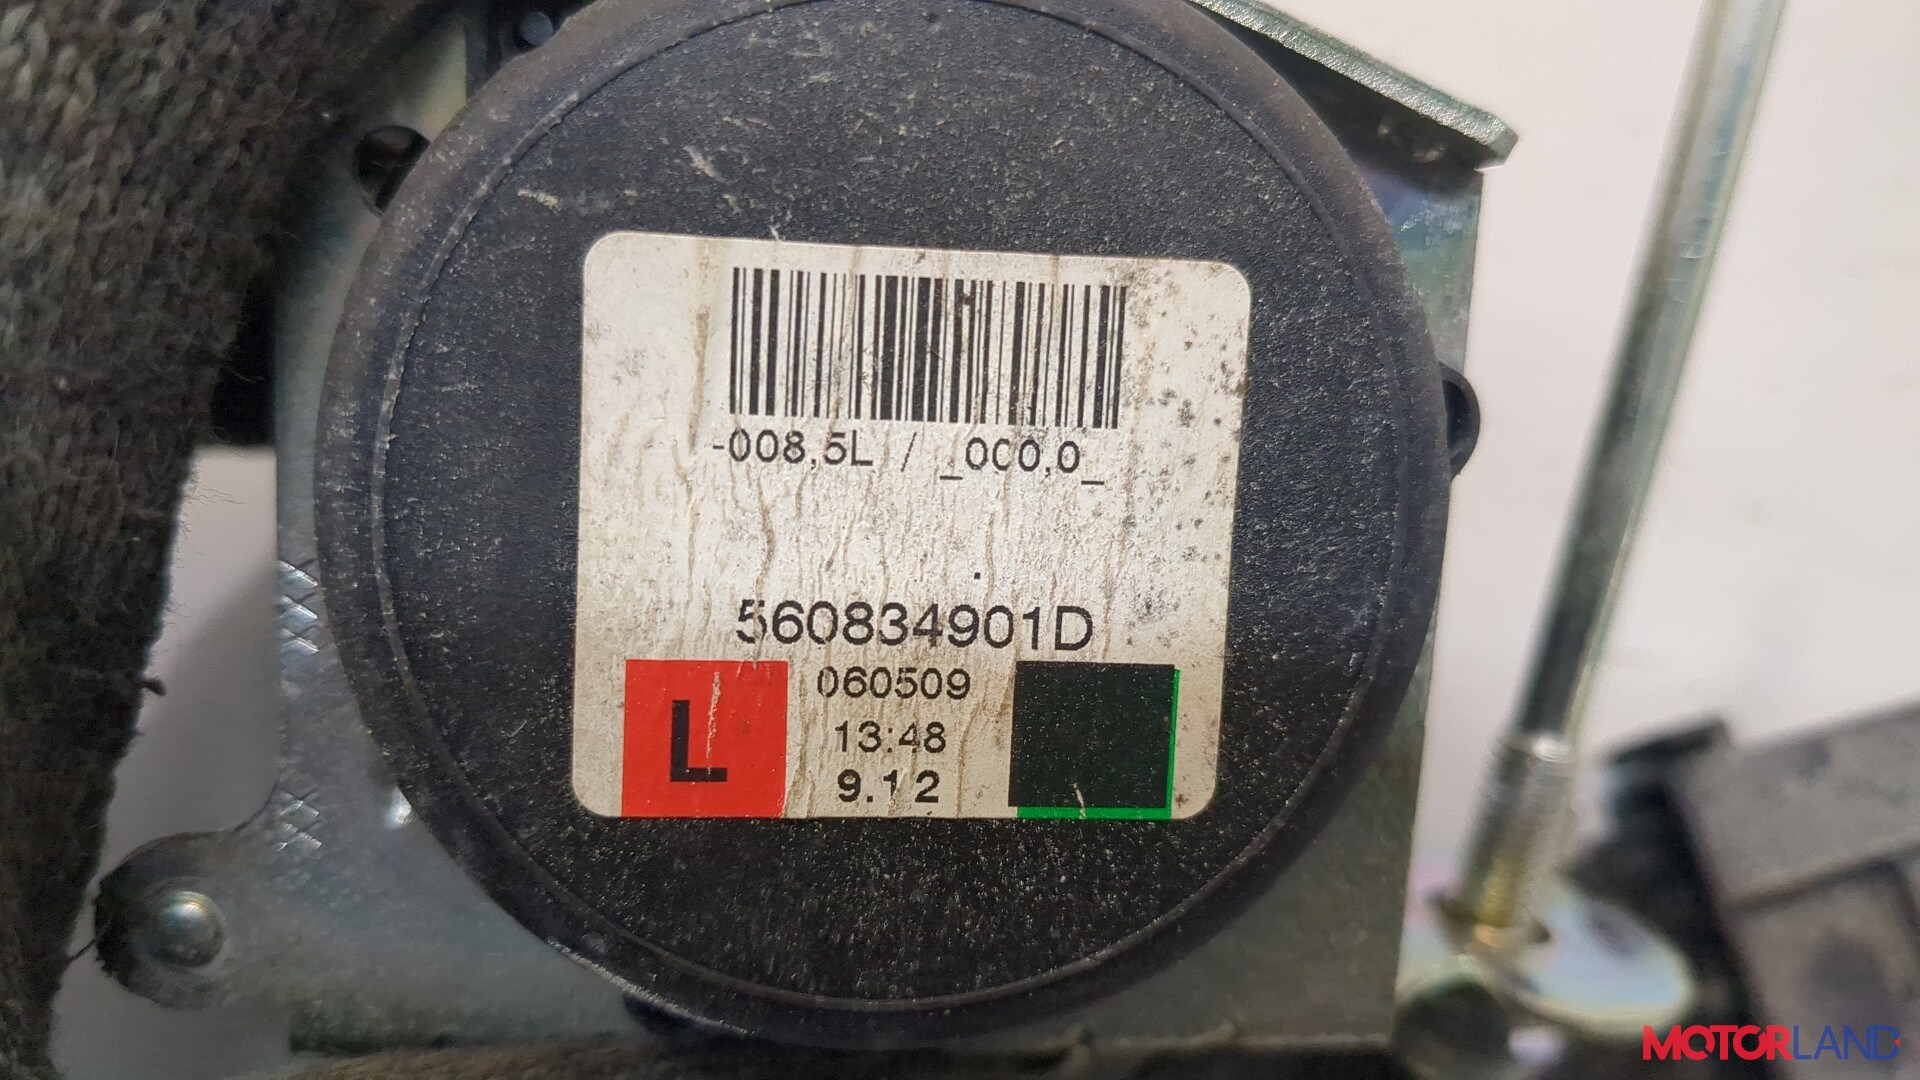 -008,5L / _000,0_
560834901D
L
060509
13:48
9.12
MOTORLAND